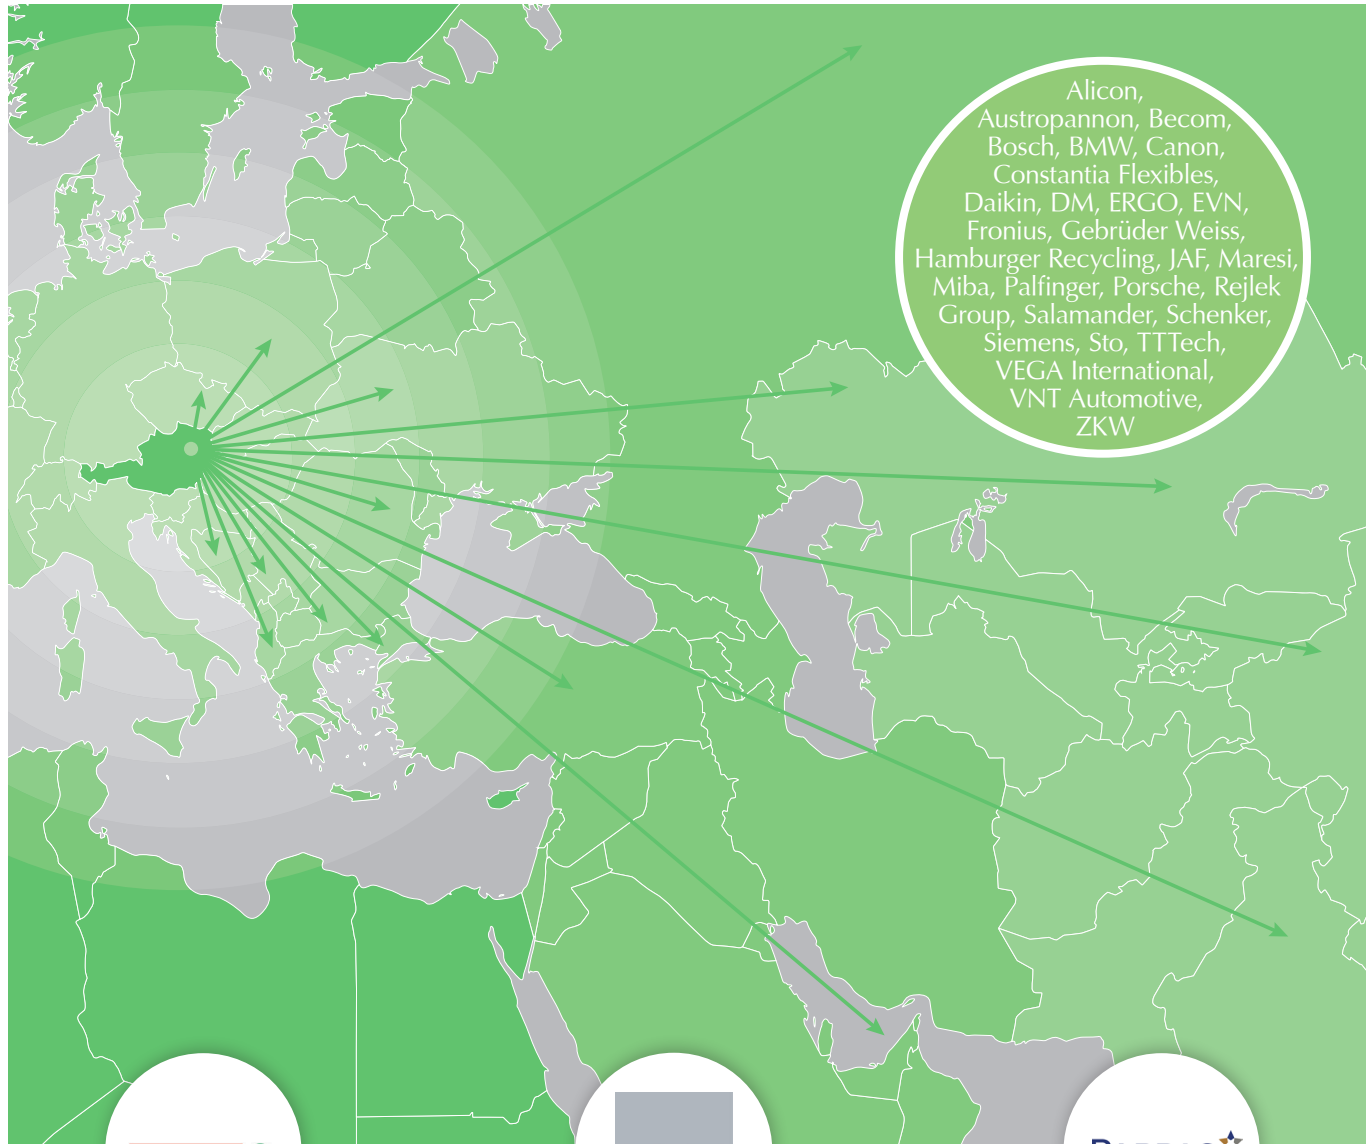 Alicon,
Austropannon, Becom,
Bosch, BMW, Canon,
Constantia Flexibles,
Daikin, DM, ERGO, EVN,
Fronius, Gebrüder Weiss,
Hamburger Recycling, JAF, Maresi,
Miba, Palfinger, Porsche, Rejlek
Group, Salamander, Schenker,
Siemens, Sto, TTTech,
VEGA International,
VNT Automotive,
ZKW